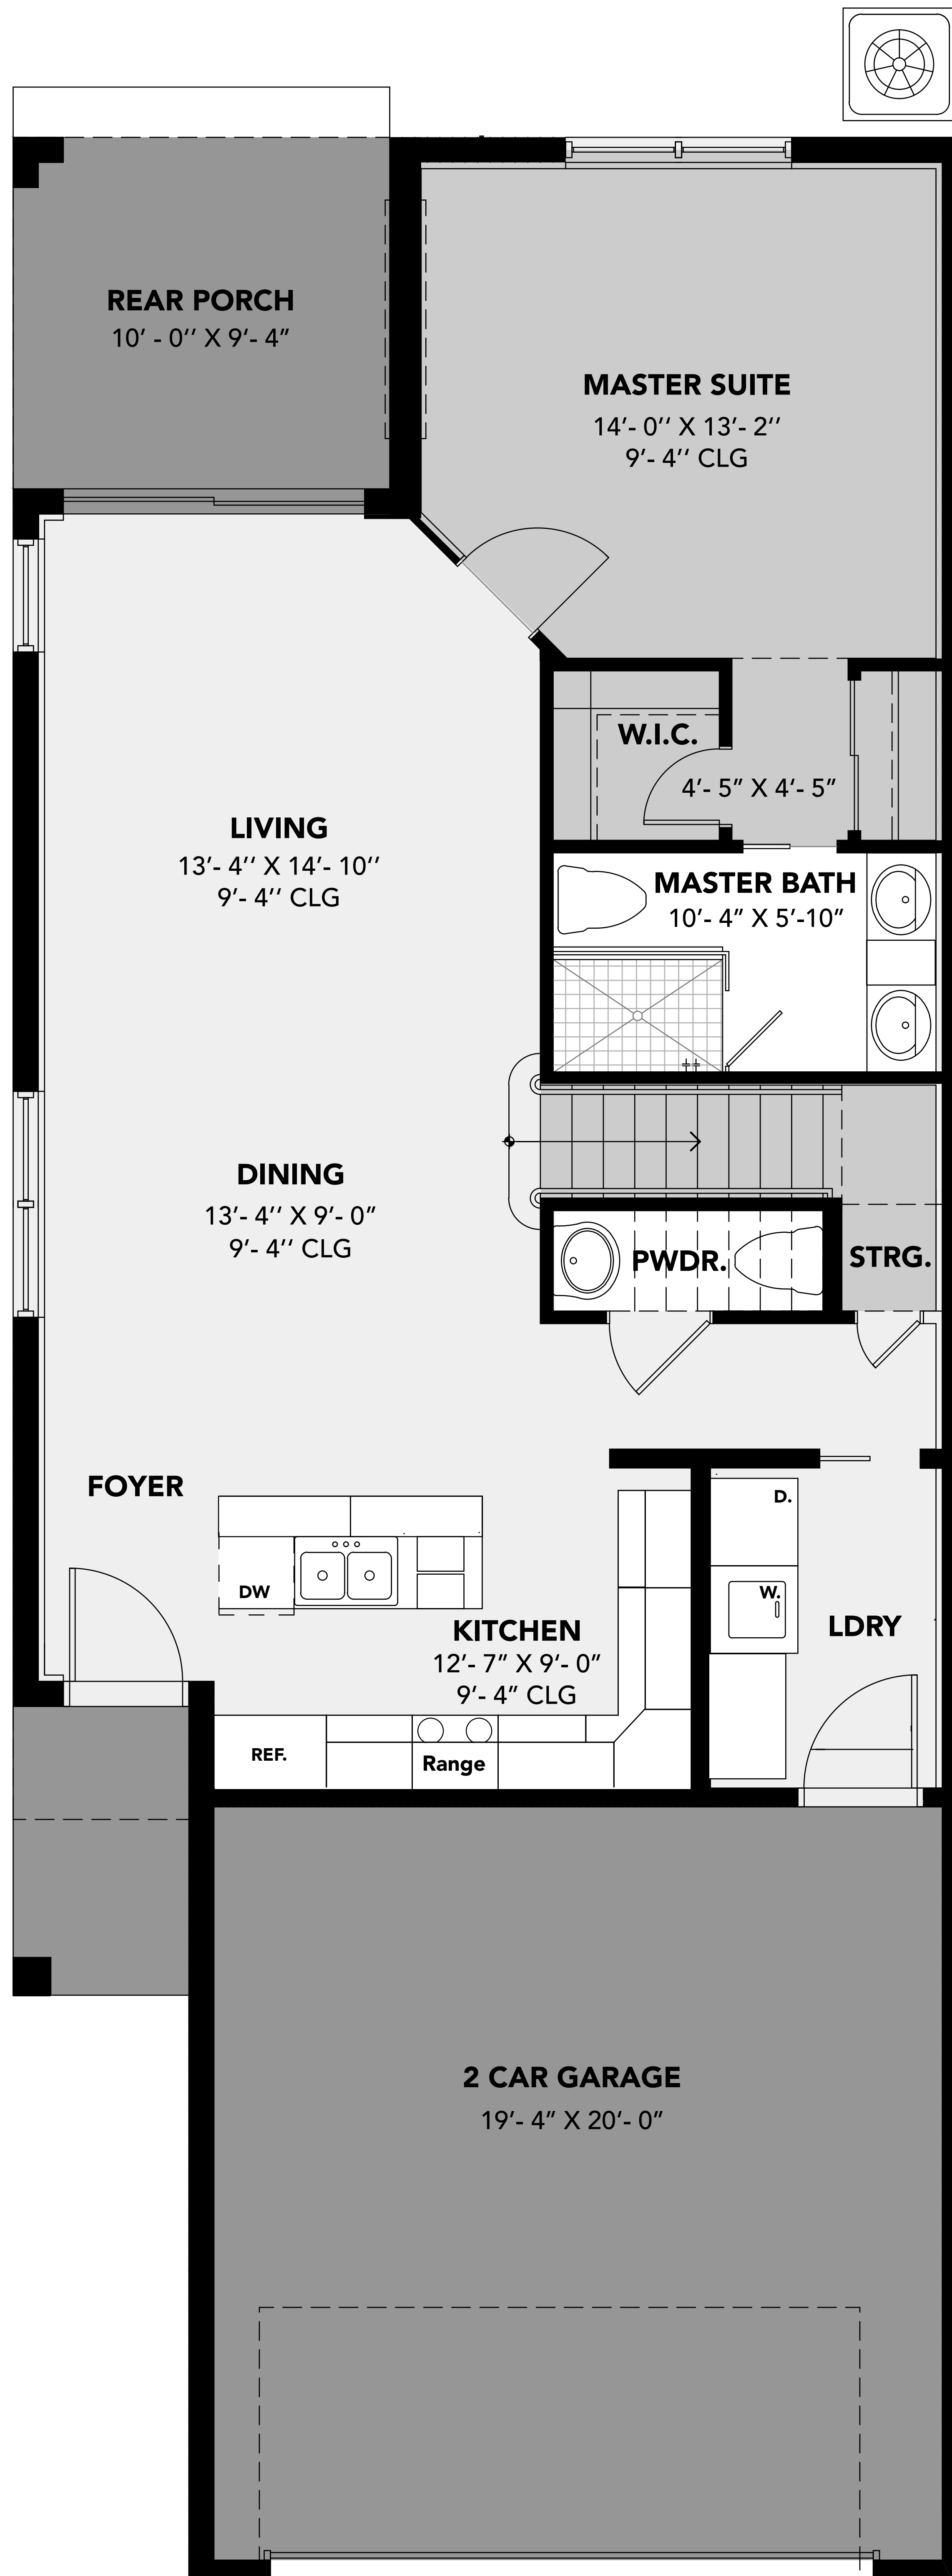 REAR PORCH
10' - 0'' X 9'- 4"
MASTER SUITE
14'- 0'' X 13'- 2''
9'- 4'' CLG
W.I.C.
4'- 5" X 4'- 5"
LIVING
13'- 4'' X 14'- 10''
9'- 4'' CLG
MASTER BATH
10'- 4" X 5'-10"
DINING
13'- 4'' X 9'- 0"
9'- 4'' CLG
PWDR.
STRG.
FOYER
D.
DW
W.
KITCHEN
12'- 7" X 9'- 0"
9'- 4" CLG
LDRY
REF.
Range
2 CAR GARAGE
19'- 4" X 20'- 0"